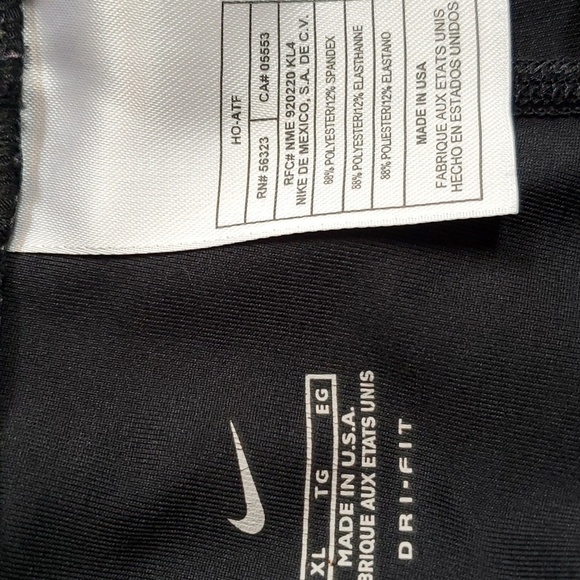 HO-ATF
RN# 56323 CA# 05553
RFC# NME 920220 KL4
NIKE DE MEXICO, S.A. DE C.V.
88% POLYESTER/12% SPANDEX
88% POLYESTER/12% ELASTHANNE
88% POLIESTER/12% ELASTANO
MADE IN USA
FABRIQUE AUX ETATS UNIS
HECHO EN ESTADOS UNIDOS
XL TG EG
MADE IN U.S.A.
BRIQUE AUX ETATS UNIS
DRI-FIT